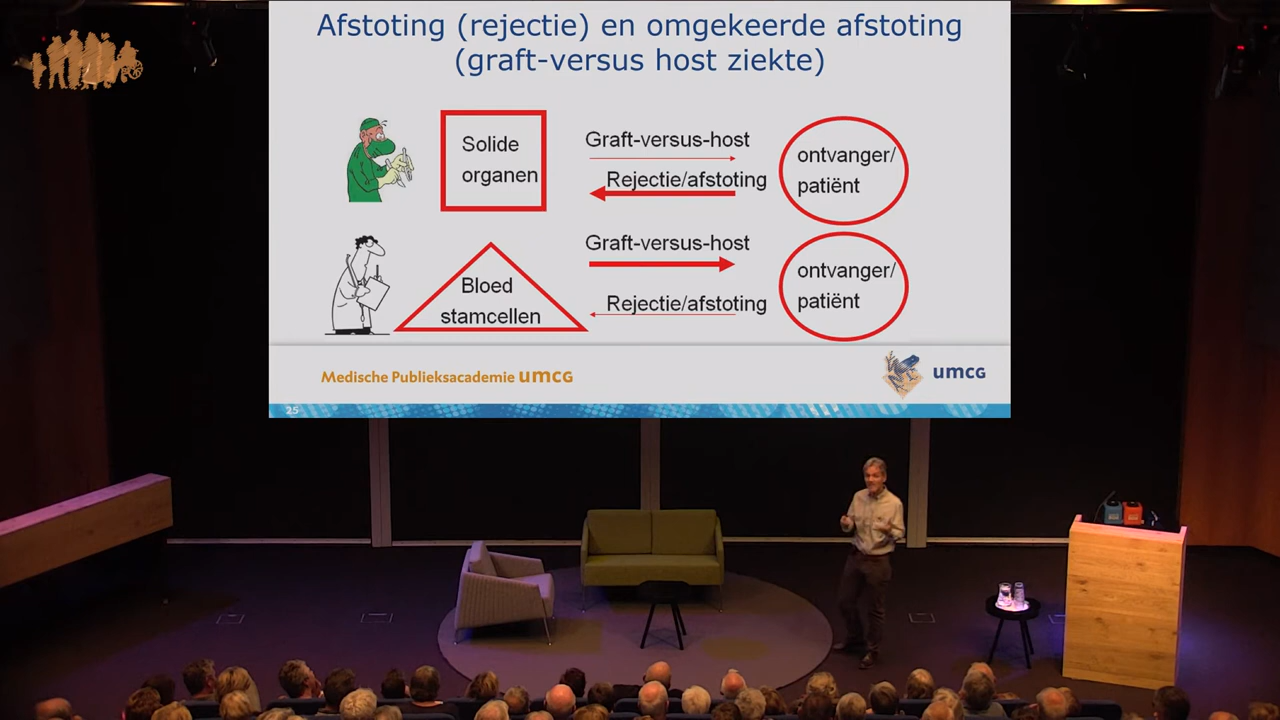 Afstoting (rejectie) en omgekeerde afstoting
(graft-versus host ziekte)
Solide
organen
Graft-versus-host
Rejectie/afstoting
ontvanger/
patiënt
Bloed
stamcellen
Graft-versus-host
Rejectie/afstoting
ontvanger/
patiënt
Medische Publieksacademie umcg
umcg
25